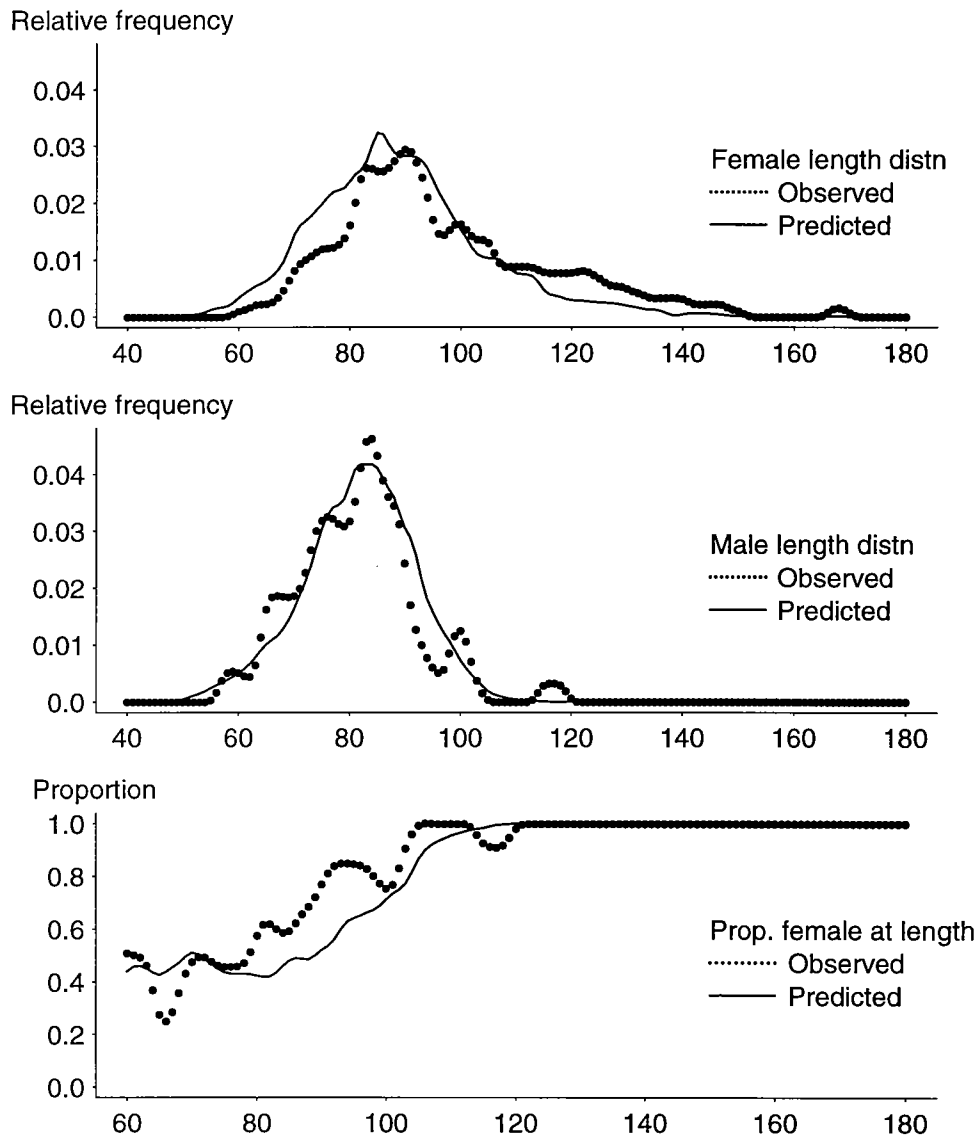 Relative frequency
0.04
0.03
0.02
0.01
0.0
Female length distn
Observed
Predicted
40 60 80 100 120 140 160 180
Relative frequency
0.04
0.03
0.02
0.01
0.0
Male length distn
Observed
Predicted
40 60 80 100 120 140 160 180
Proportion
1.0
0.8
0.6
0.4
0.2
0.0
Prop. female at length
Observed
Predicted
60 80 100 120 140 160 180